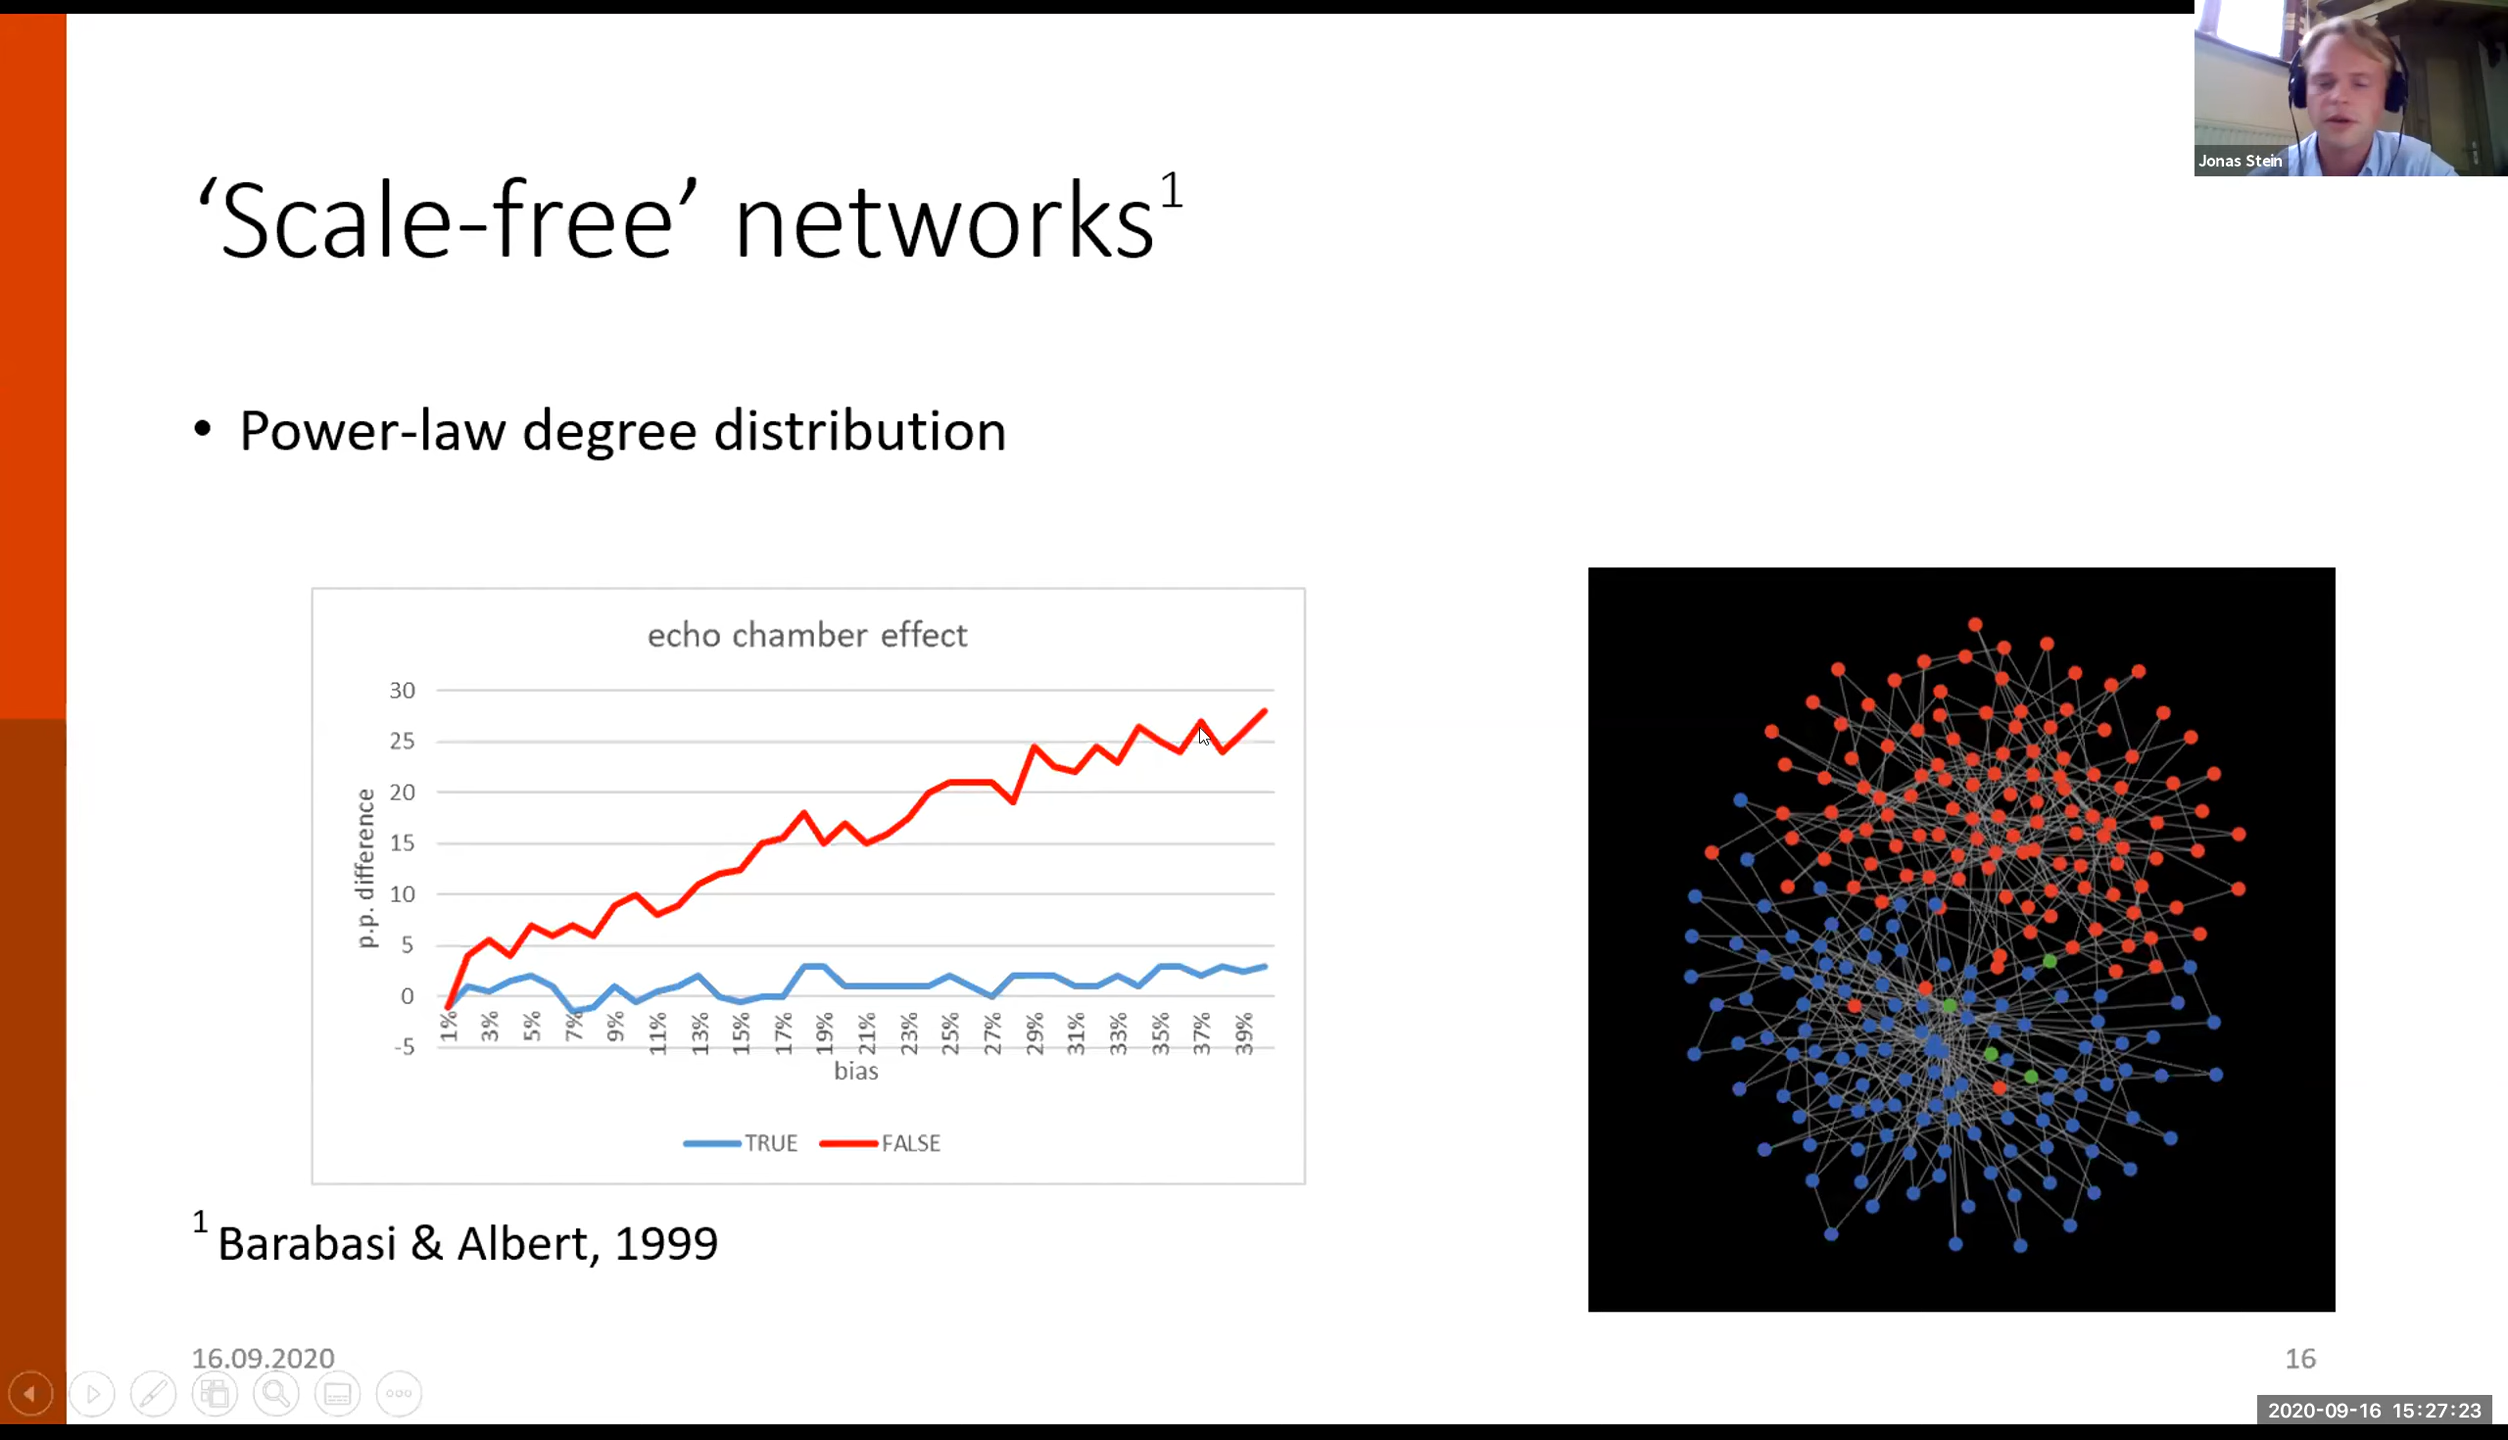 Jonas Stein
‘Scale-free’ networks1
• Power-law degree distribution
echo chamber effect
30
25
20
15
10
5
0
-5
p.p. difference
1% 3% 5% 7% 9% 11% 13% 15% 17% 19% 21% 23% 25% 27% 29% 31% 33% 35% 37% 39%
bias
TRUE FALSE
1 Barabasi & Albert, 1999
16.09.2020
16
2020-09-16 15:27:23